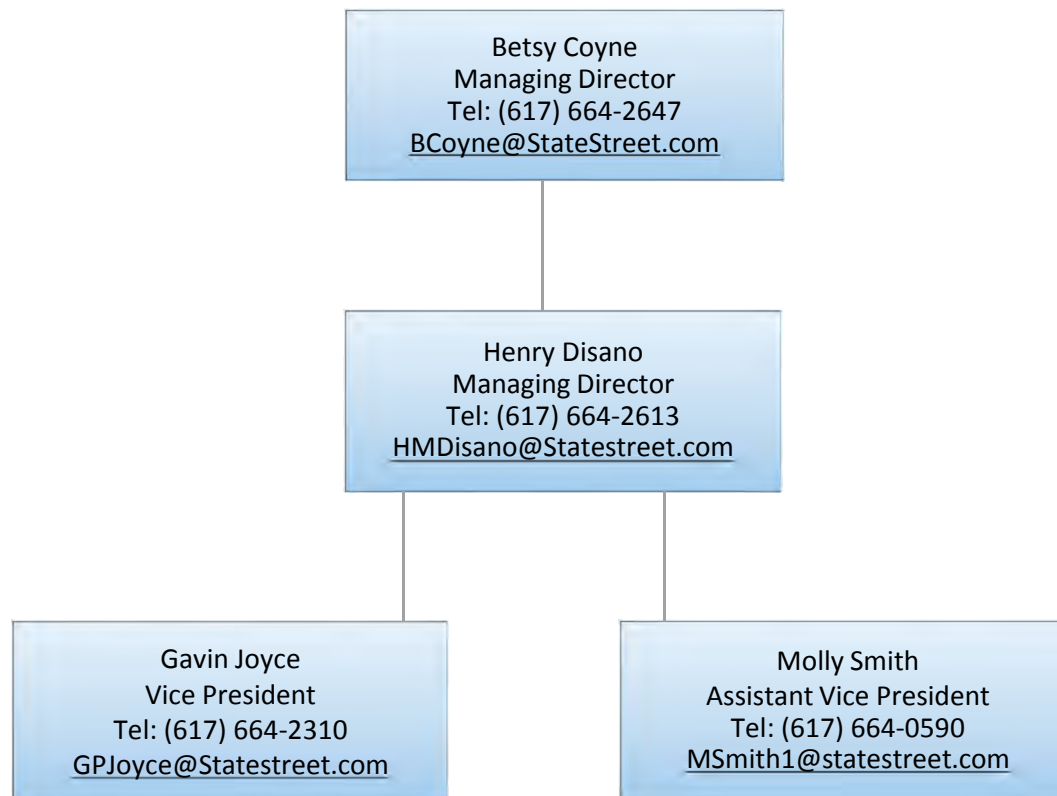 Betsy Coyne
Managing Director
Tel: (617) 664-2647
BCoyne@StateStreet.com
Henry Disano
Managing Director
Tel: (617) 664-2613
HMDisano@Statestreet.com
Gavin Joyce
Vice President
Tel: (617) 664-2310
GPJoyce@Statestreet.com
Molly Smith
Assistant Vice President
Tel: (617) 664-0590
MSmith1@statestreet.com